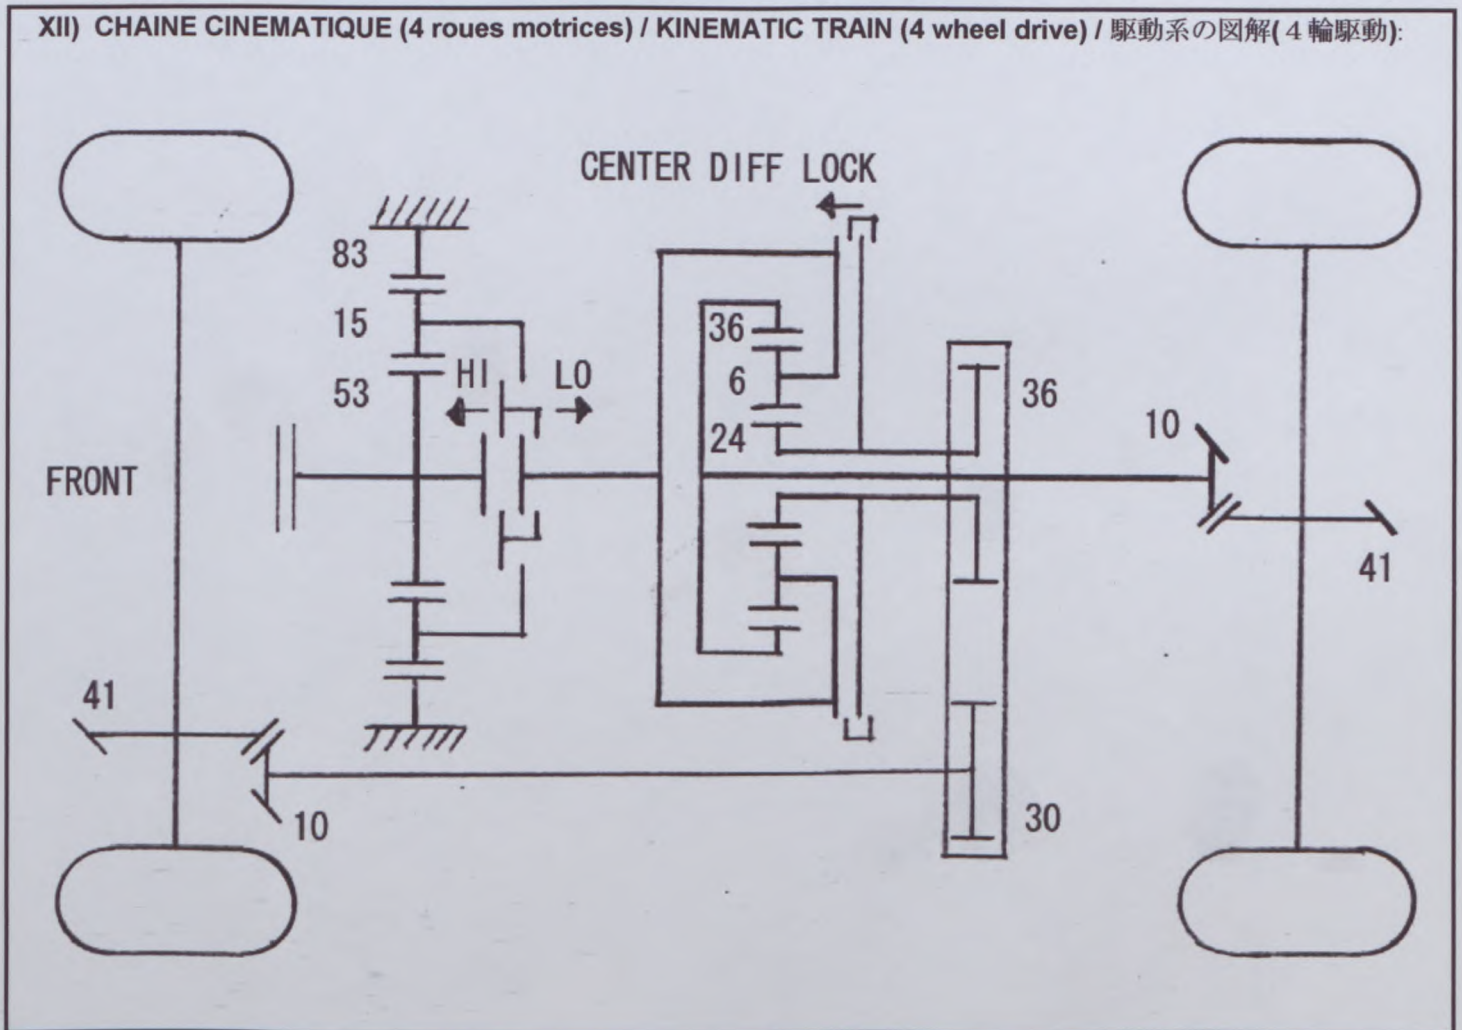 XII) CHAINE CINEMATIQUE (4 roues motrices) / KINEMATIC TRAIN (4 wheel drive) / 駆動系の図解(４輪駆動):
CENTER DIFF LOCK
83
15
36
HI
LO
6
53
36
10
24
FRONT
41
41
30
10